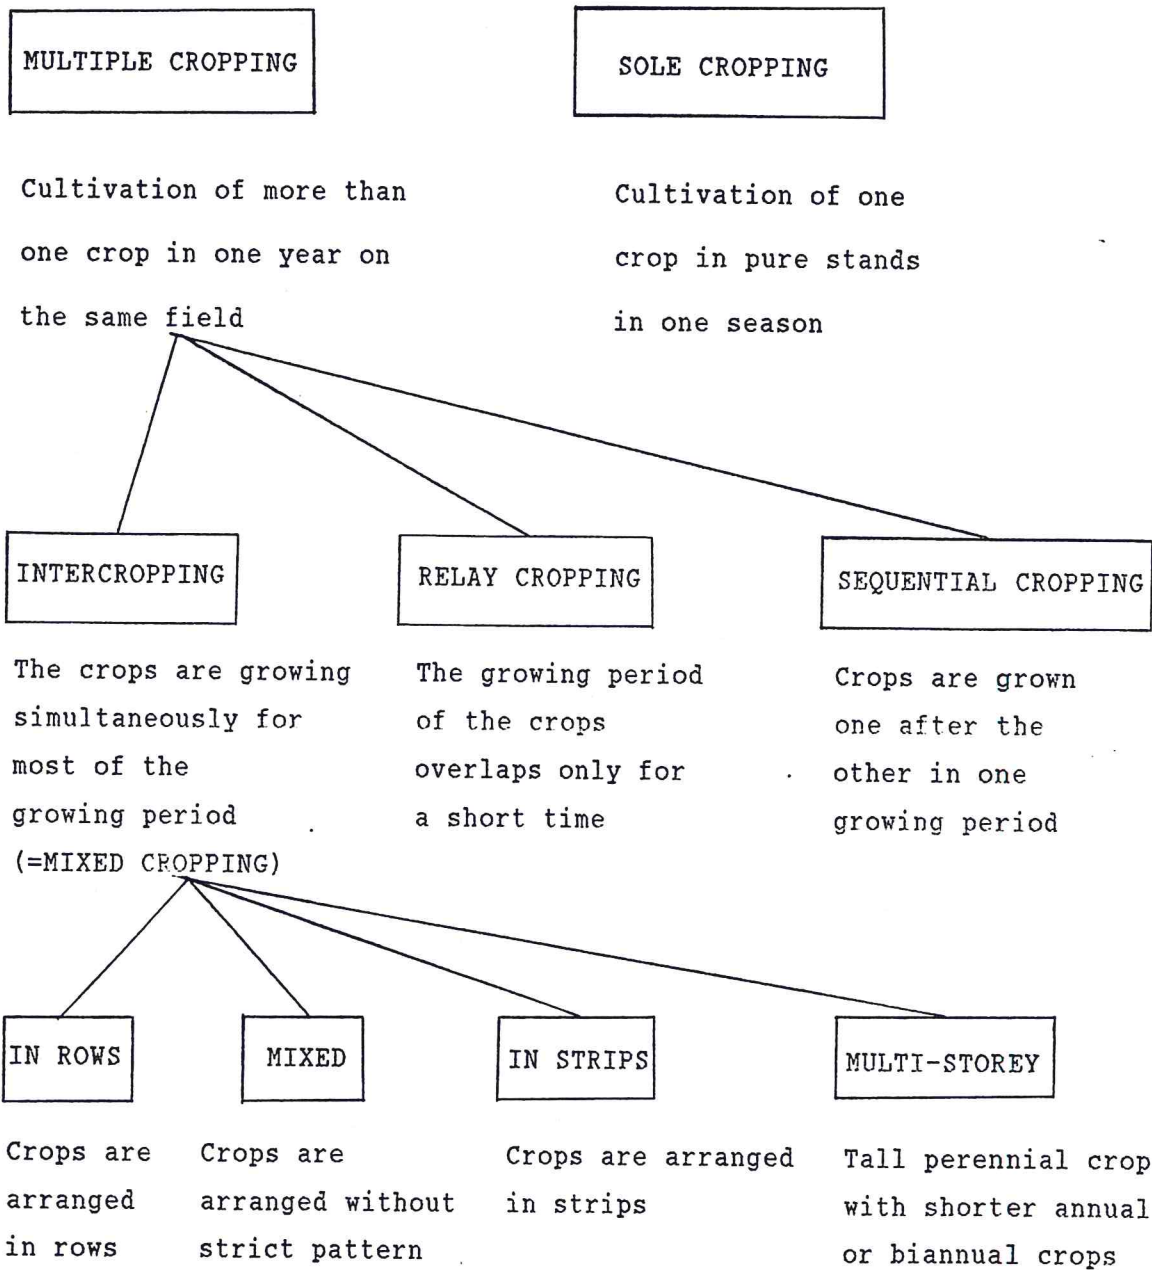 MULTIPLE CROPPING
SOLE CROPPING
Cultivation of more than
one crop in one year on
the same field
Cultivation of one
crop in pure stands
in one season
INTERCROPPING
RELAY CROPPING
SEQUENTIAL CROPPING
The crops are growing
simultaneously for
most of the
growing period
(=MIXED CROPPING)
The growing period
of the crops
overlaps only for
a short time
Crops are grown
one after the
other in one
growing period
IN ROWS
MIXED
IN STRIPS
MULTI-STOREY
Crops are
arranged
in rows
Crops are
arranged without
strict pattern
Crops are arranged
in strips
Tall perennial crop
with shorter annual
or biannual crops